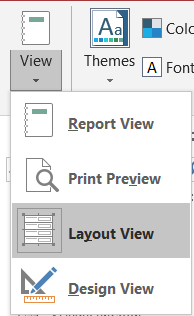 View
Themes
Colo
A Font
Report View
Print Preview
Layout View
Design View